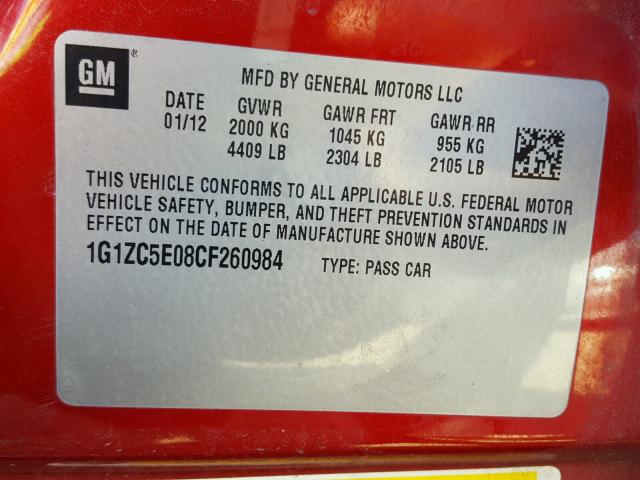 GM ®
MFD BY GENERAL MOTORS LLC
DATE GVWR GAWR FRT GAWR RR
01/12 2000 KG 1045 KG 955 KG
4409 LB 2304 LB 2105 LB
THIS VEHICLE CONFORMS TO ALL APPLICABLE U.S. FEDERAL MOTOR
VEHICLE SAFETY, BUMPER, AND THEFT PREVENTION STANDARDS IN
EFFECT ON THE DATE OF MANUFACTURE SHOWN ABOVE.
1G1ZC5E08CF260984 TYPE: PASS CAR